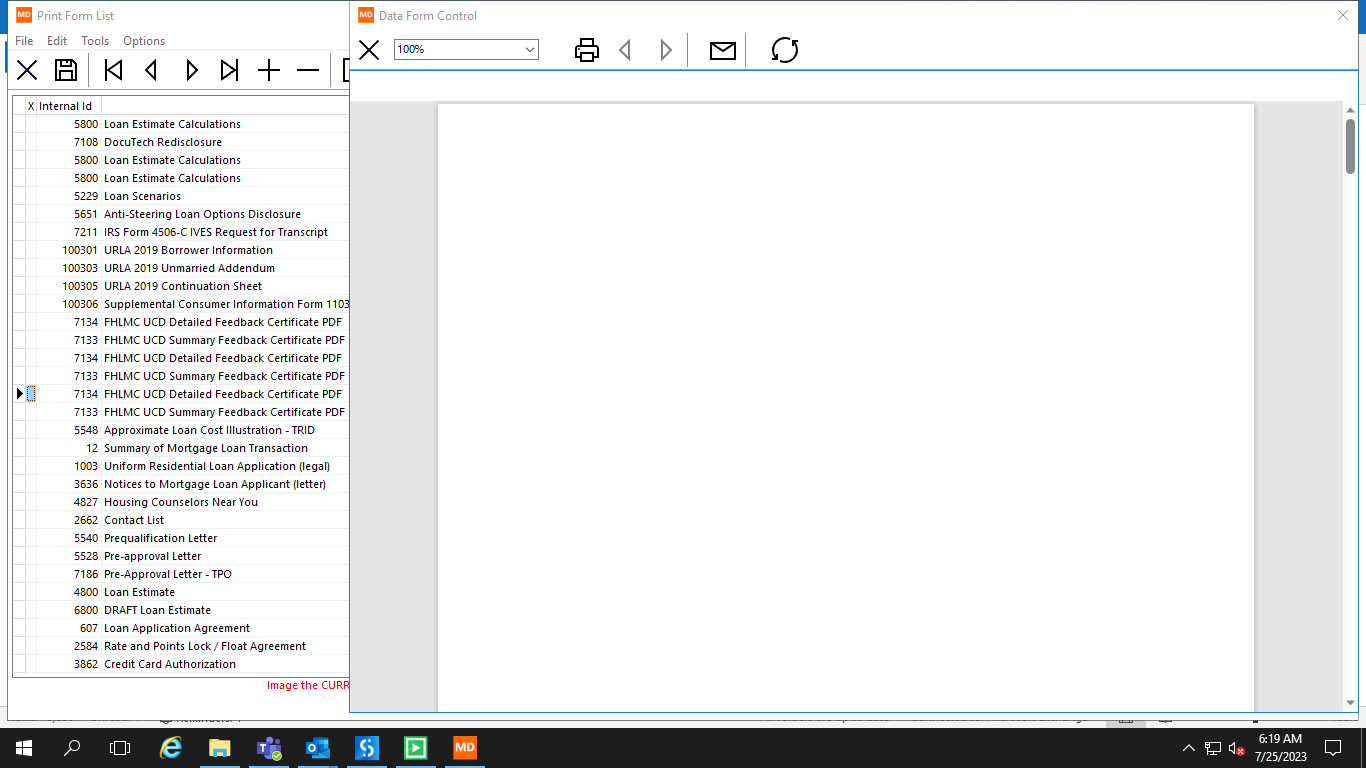 MD Print Form List
File Edit Tools Options
X Internal Id
5800 Loan Estimate Calculations
7108 DocuTech Redisclosure
5800 Loan Estimate Calculations
5800 Loan Estimate Calculations
5229 Loan Scenarios
5651 Anti-Steering Loan Options Disclosure
7211 IRS Form 4506-C IVES Request for Transcript
100301 URLA 2019 Borrower Information
100303 URLA 2019 Unmarried Addendum
100305 URLA 2019 Continuation Sheet
100306 Supplemental Consumer Information Form 1103
7134 FHLMC UCD Detailed Feedback Certificate PDF
7133 FHLMC UCD Summary Feedback Certificate PDF
7134 FHLMC UCD Detailed Feedback Certificate PDF
7133 FHLMC UCD Summary Feedback Certificate PDF
7134 FHLMC UCD Detailed Feedback Certificate PDF
7133 FHLMC UCD Summary Feedback Certificate PDF
5548 Approximate Loan Cost Illustration - TRID
12 Summary of Mortgage Loan Transaction
1003 Uniform Residential Loan Application (legal)
3636 Notices to Mortgage Loan Applicant (letter)
4827 Housing Counselors Near You
2662 Contact List
5540 Prequalification Letter
5528 Pre-approval Letter
7186 Pre-Approval Letter - TPO
4800 Loan Estimate
6800 DRAFT Loan Estimate
607 Loan Application Agreement
2584 Rate and Points Lock / Float Agreement
3862 Credit Card Authorization
Image the CURR
MD Data Form Control
100%
MD
6:19 AM
7/25/2023